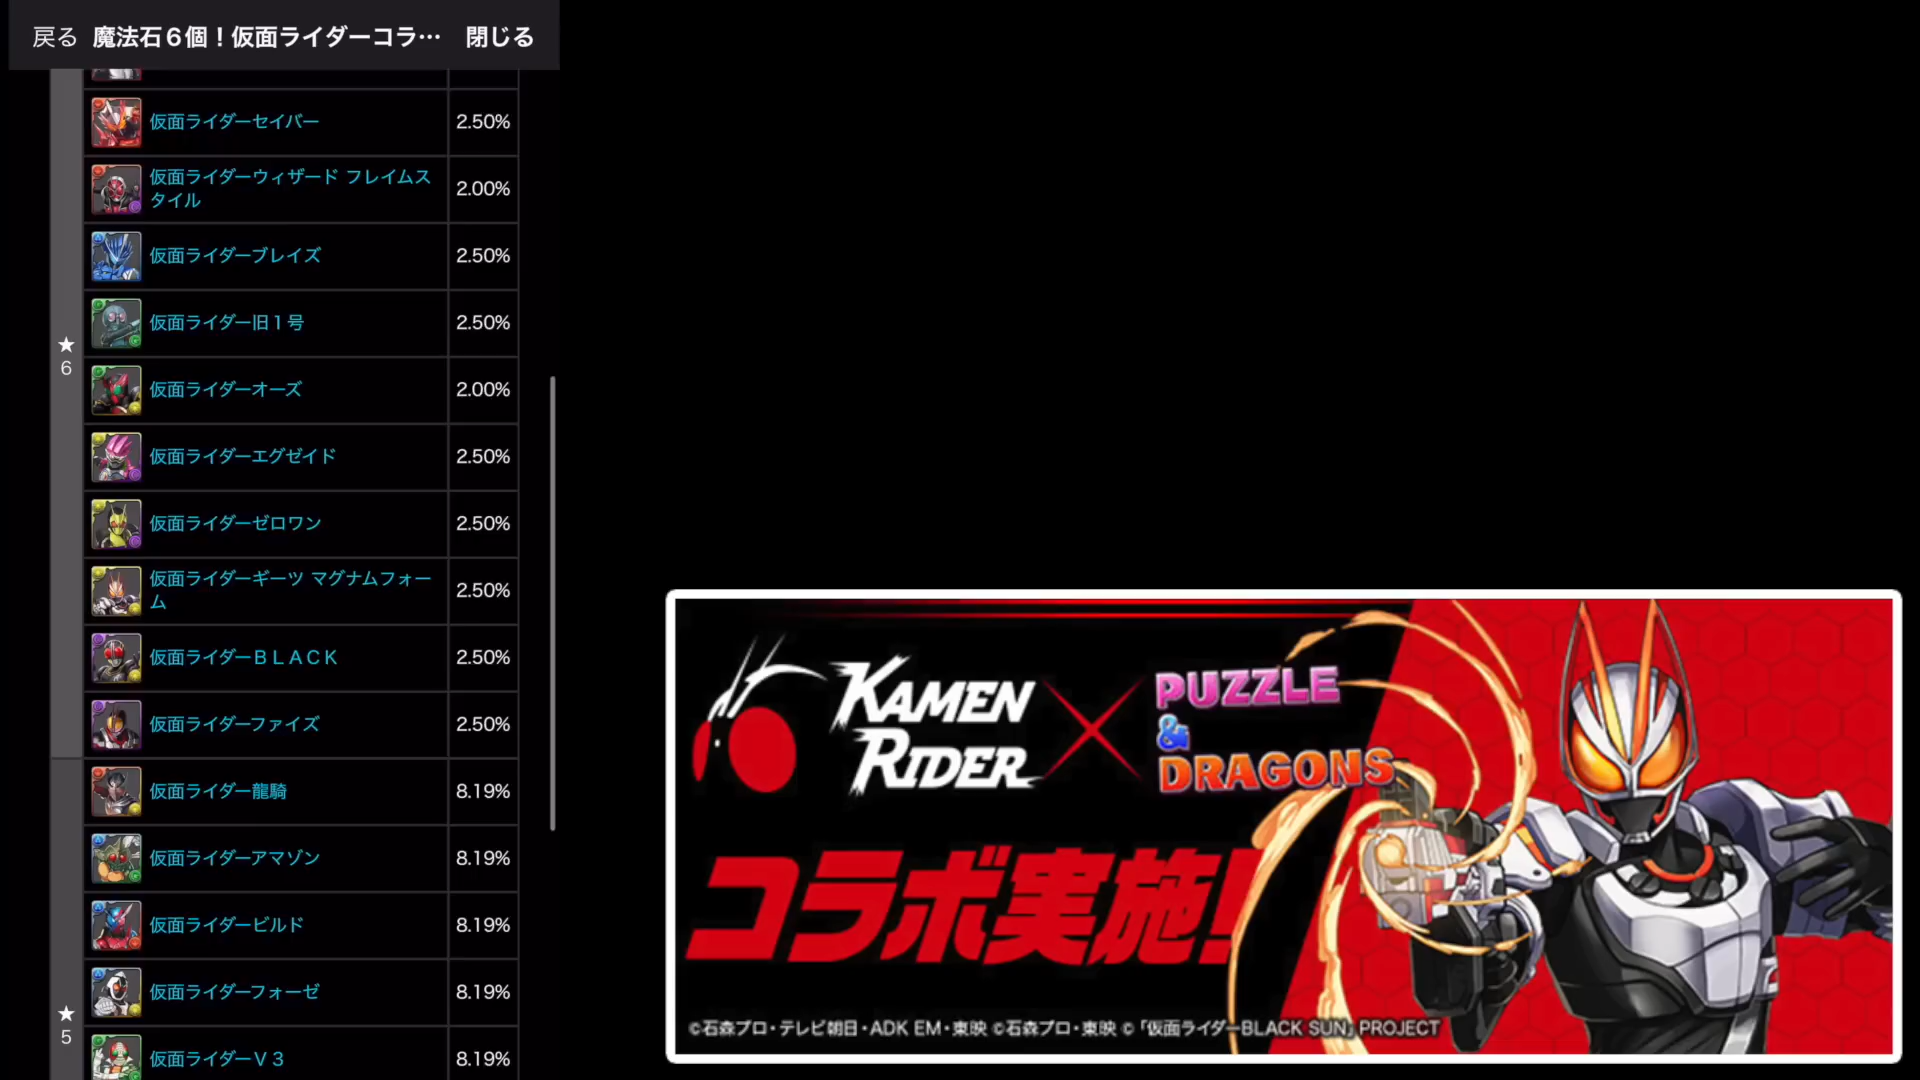 戻る 魔法石6個！仮面ライダーコラ… 閉じる
仮面ライダーセイバー 2.50%
仮面ライダーウィザード フレイムス
タイル 2.00%
仮面ライダーブレイズ 2.50%
仮面ライダー旧１号 2.50%
★
6
仮面ライダーオーズ 2.00%
仮面ライダーエグゼイド 2.50%
仮面ライダーゼロワン 2.50%
仮面ライダーギーツ マグナムフォー
ム 2.50%
仮面ライダーＢＬＡＣＫ 2.50%
仮面ライダーファイズ 2.50%
仮面ライダー龍騎 8.19%
仮面ライダーアマゾン 8.19%
仮面ライダービルド 8.19%
仮面ライダーフォーゼ 8.19%
★
5
仮面ライダーＶ３ 8.19%
KAMEN
RIDER
PUZZLE
&
DRAGONS
コラボ実施!
©石森プロ・テレビ朝日・ADK EM・東映 ©石森プロ・東映 ©「仮面ライダーBLACK SUN」PROJECT